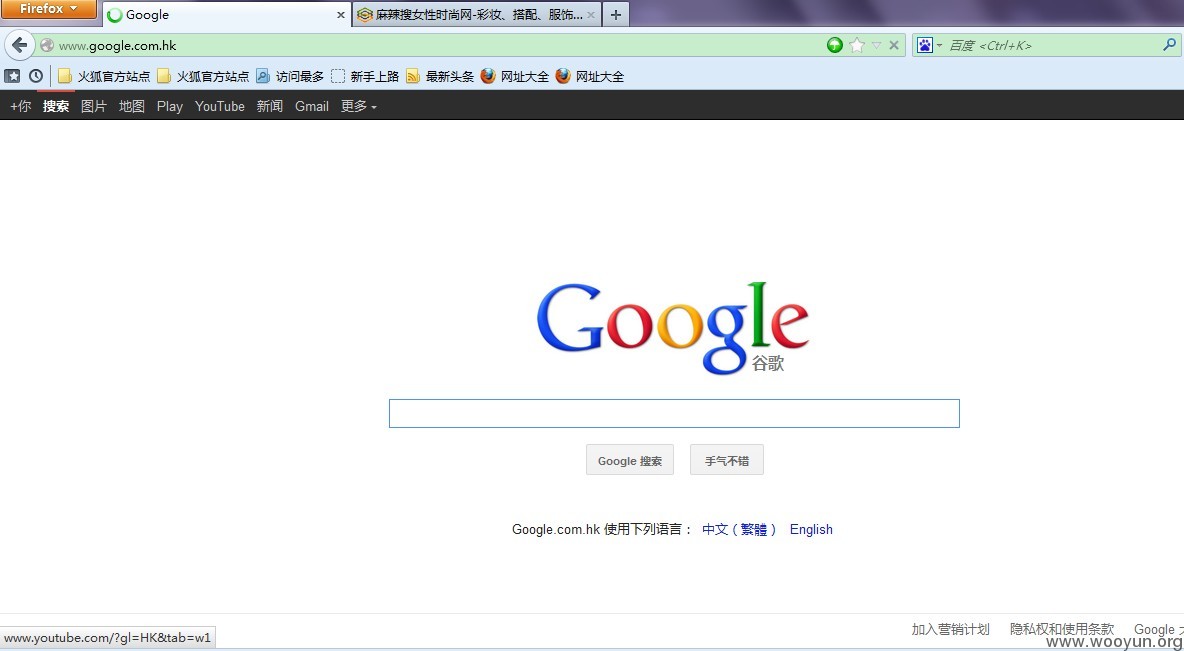 Firefox
Google
麻辣搜女性时尚网-彩妆、搭配、服饰...
www.google.com.hk
百度 <Ctrl+K>
火狐官方站点 火狐官方站点 访问最多 新手上路 最新头条 网址大全 网址大全
+你 搜索 图片 地图 Play YouTube 新闻 Gmail 更多
Google
谷歌
Google 搜索 手气不错
Google.com.hk 使用下列语言： 中文（繁體） English
加入营销计划 隐私权和使用条款 Google
www.youtube.com/?gl=HK&tab=w1
www.wooyun.org